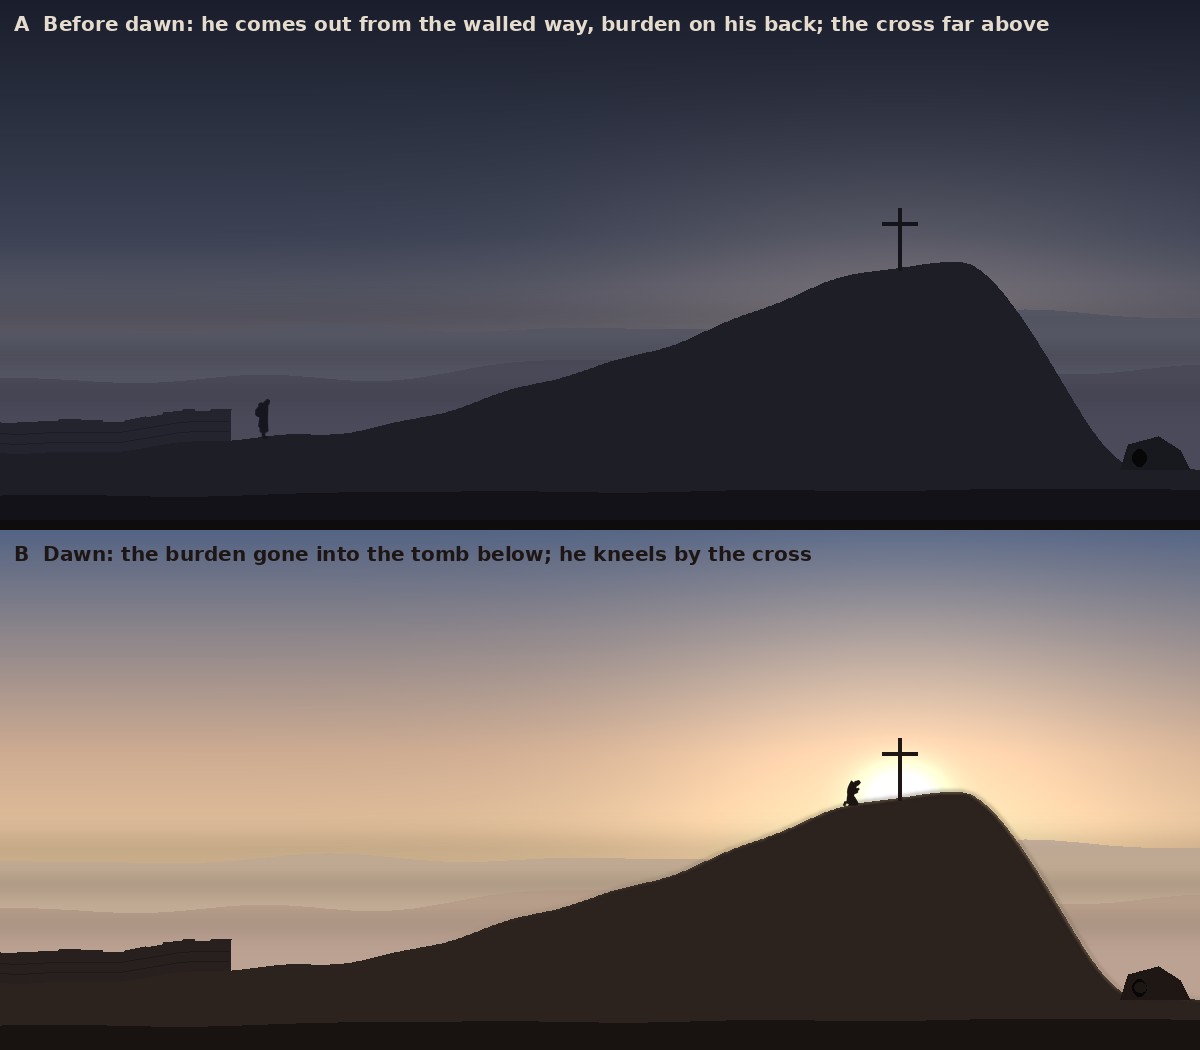 A Before dawn: he comes out from the walled way, burden on his back; the cross far above
B Dawn: the burden gone into the tomb below; he kneels by the cross